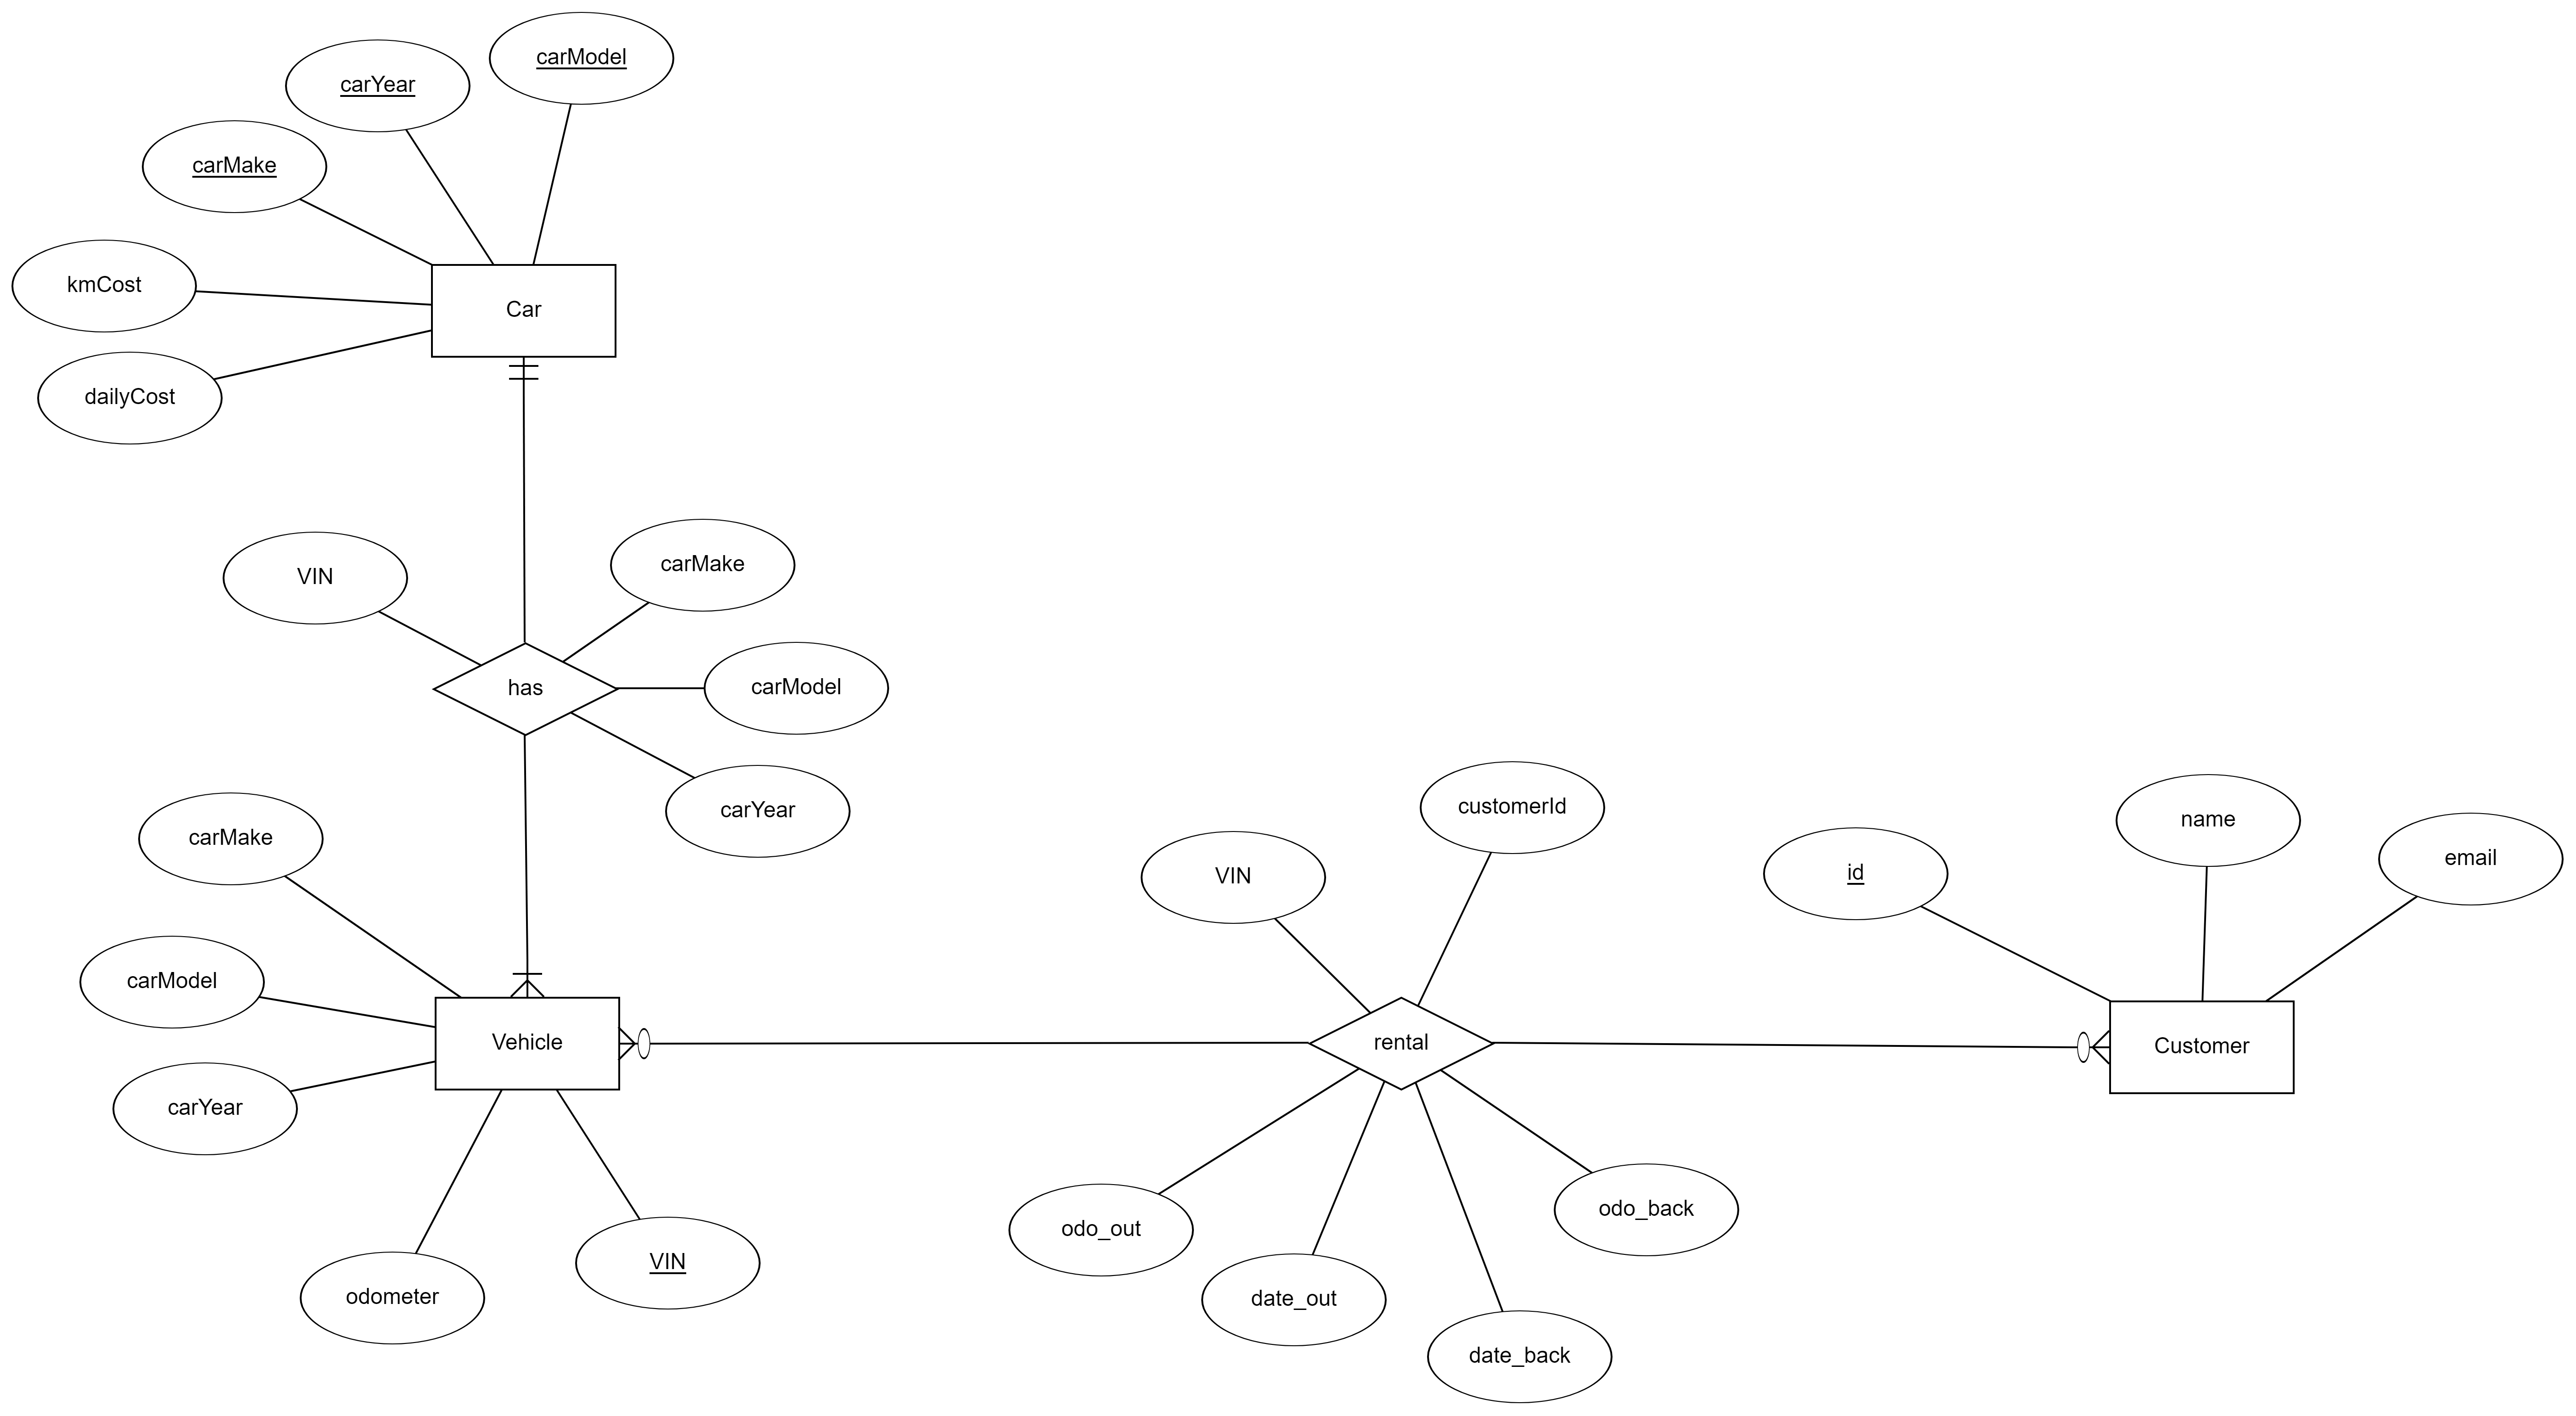 carModel
carYear
carMake
kmCost
Car
dailyCost
carMake
VIN
carModel
has
carYear
customerId
name
carMake
email
id
VIN
carModel
Vehicle
rental
Customer
carYear
odo_back
odo_out
VIN
odometer
date_out
date_back